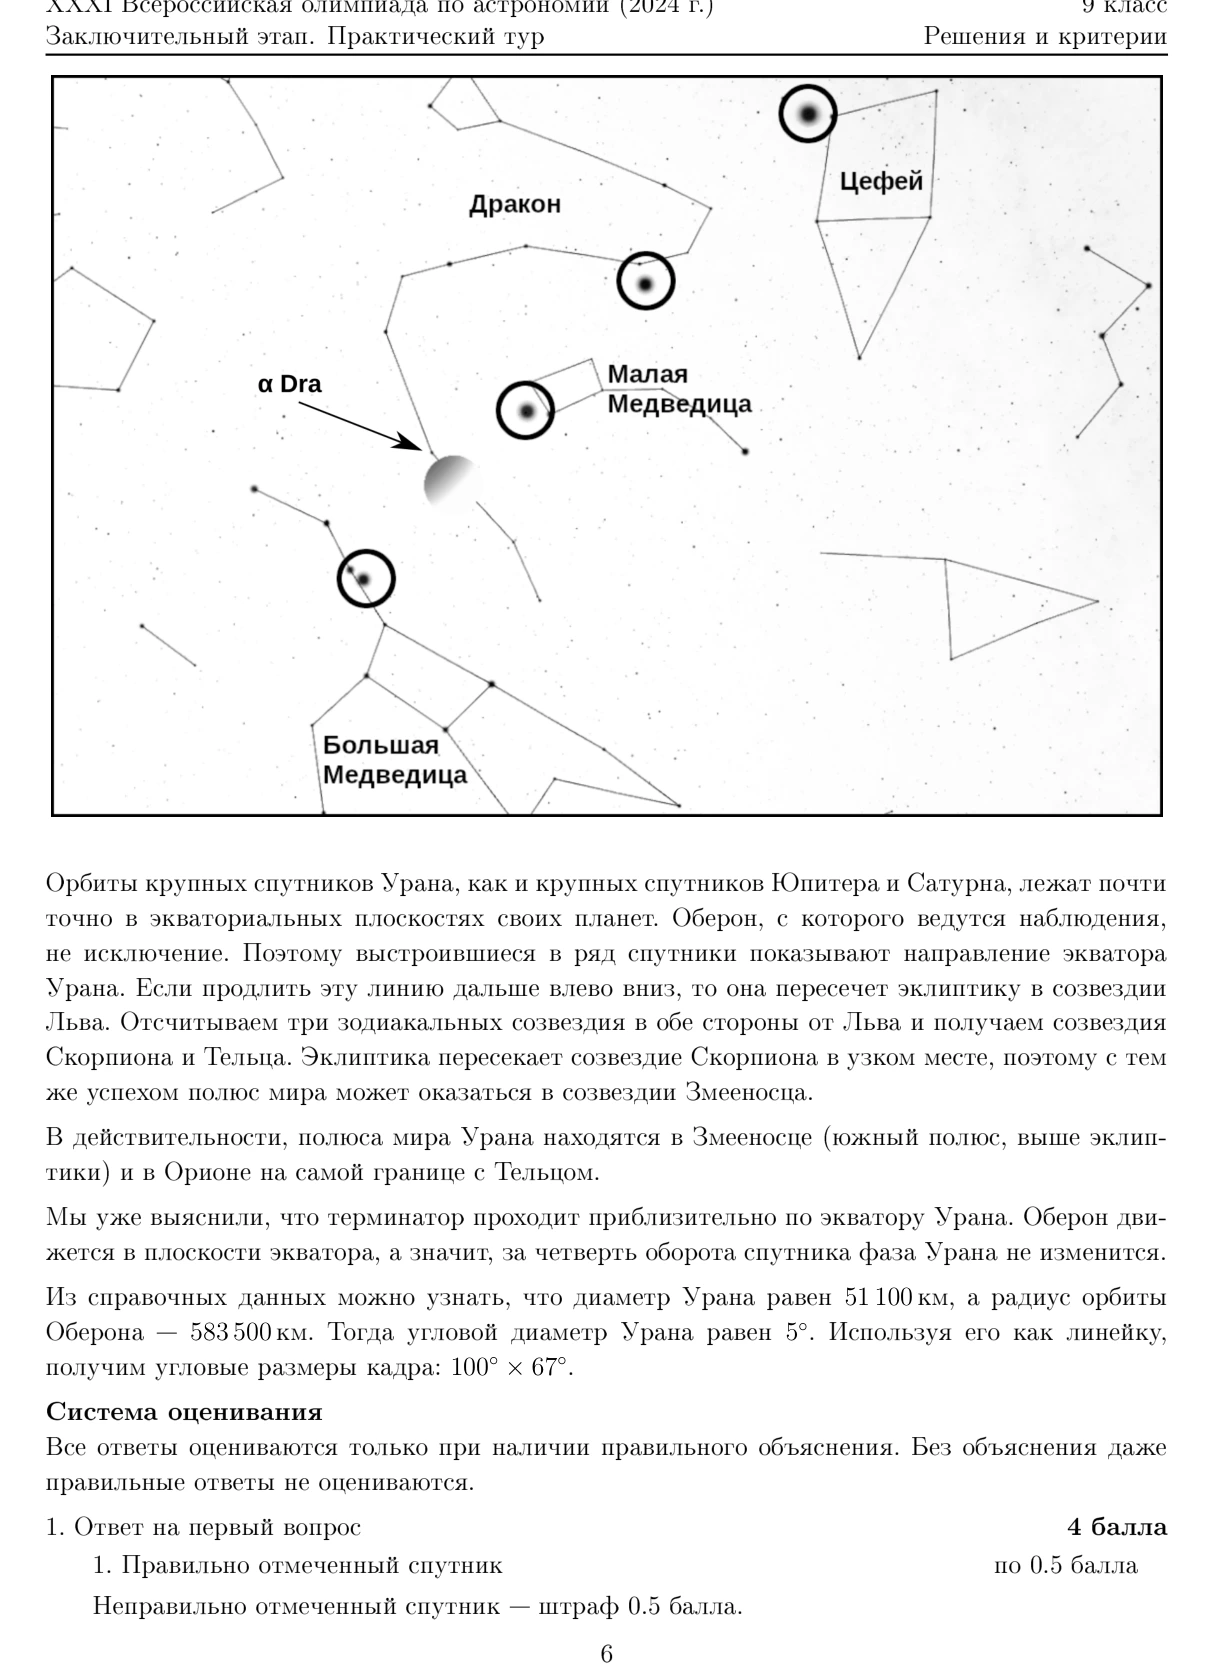 XXXI Всероссийская олимпиада по астрономии (2024 г.) 9 класс
Заключительный этап. Практический тур Решения и критерии
Дракон
Цефей
α Dra
Малая
Медведица
Большая
Медведица
Орбиты крупных спутников Урана, как и крупных спутников Юпитера и Сатурна, лежат почти
точно в экваториальных плоскостях своих планет. Оберон, с которого ведутся наблюдения,
не исключение. Поэтому выстроившиеся в ряд спутники показывают направление экватора
Урана. Если продлить эту линию дальше влево вниз, то она пересечет эклиптику в созвездии
Льва. Отсчитываем три зодиакальных созвездия в обе стороны от Льва и получаем созвездия
Скорпиона и Тельца. Эклиптика пересекает созвездие Скорпиона в узком месте, поэтому с тем
же успехом полюс мира может оказаться в созвездии Змееносца.
В действительности, полюса мира Урана находятся в Змееносце (южный полюс, выше эклип-
тики) и в Орионе на самой границе с Тельцом.
Мы уже выяснили, что терминатор проходит приблизительно по экватору Урана. Оберон дви-
жется в плоскости экватора, а значит, за четверть оборота спутника фаза Урана не изменится.
Из справочных данных можно узнать, что диаметр Урана равен 51 100 км, а радиус орбиты
Оберона — 583 500 км. Тогда угловой диаметр Урана равен 5°. Используя его как линейку,
получим угловые размеры кадра: 100° × 67°.
Система оценивания
Все ответы оцениваются только при наличии правильного объяснения. Без объяснения даже
правильные ответы не оцениваются.
1. Ответ на первый вопрос 4 балла
1. Правильно отмеченный спутник по 0.5 балла
Неправильно отмеченный спутник — штраф 0.5 балла.
6